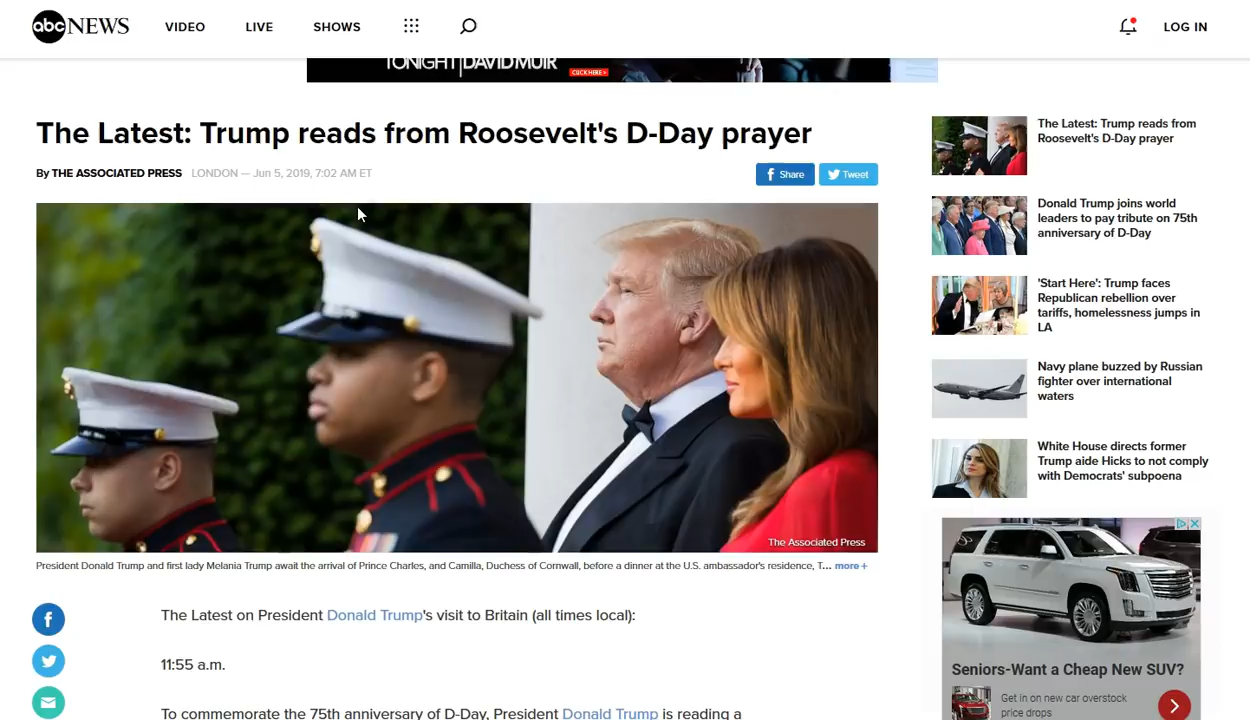 abc NEWS VIDEO LIVE SHOWS LOG IN
TONIGHT | DAVID MUIR CLICK HERE >
The Latest: Trump reads from Roosevelt's D-Day prayer
By THE ASSOCIATED PRESS LONDON — Jun 5, 2019, 7:02 AM ET
Share Tweet
The Associated Press
President Donald Trump and first lady Melania Trump await the arrival of Prince Charles, and Camilla, Duchess of Cornwall, before a dinner at the U.S. ambassador's residence, T... more +
The Latest on President Donald Trump's visit to Britain (all times local):
11:55 a.m.
To commemorate the 75th anniversary of D-Day, President Donald Trump is reading a
The Latest: Trump reads from
Roosevelt's D-Day prayer
Donald Trump joins world
leaders to pay tribute on 75th
anniversary of D-Day
'Start Here': Trump faces
Republican rebellion over
tariffs, homelessness jumps in
LA
Navy plane buzzed by Russian
fighter over international
waters
White House directs former
Trump aide Hicks to not comply
with Democrats' subpoena
Seniors-Want a Cheap New SUV?
Get in on new car overstock
price drops